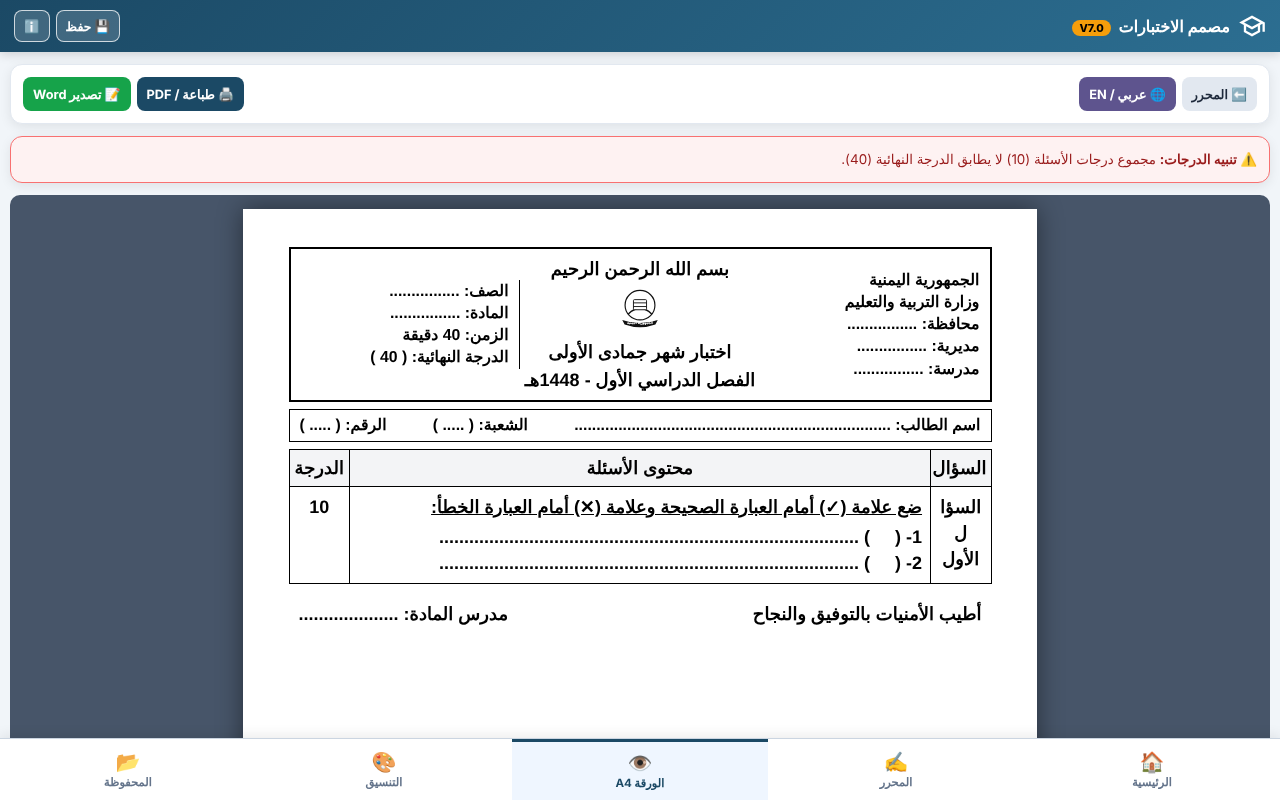 مصمم الاختبارات V7.0
💾 حفظ
ℹ️
⬅️ المحرر
🌐 عربي / EN
🖨️ طباعة / PDF
📝 تصدير Word
⚠️ تنبيه الدرجات: مجموع درجات الأسئلة (10) لا يطابق الدرجة النهائية (40).
الجمهورية اليمنية
وزارة التربية والتعليم
محافظة: ................
مديرية: ................
مدرسة: ................
بسم الله الرحمن الرحيم
اختبار شهر جمادى الأولى
الفصل الدراسي الأول - 1448هـ
الصف: ................
المادة: ................
الزمن: 40 دقيقة
الدرجة النهائية: ( 40 )
اسم الطالب: ........................................................................ الشعبة: ( ..... ) الرقم: ( ..... )
السؤال محتوى الأسئلة الدرجة
السؤال الأول
ضع علامة (✓) أمام العبارة الصحيحة وعلامة (✕) أمام العبارة الخطأ:
10
1- ( ) ....................................................................................
2- ( ) ....................................................................................
أطيب الأمنيات بالتوفيق والنجاح
مدرس المادة: ....................
🏠 الرئيسية
✍️ المحرر
👁️ الورقة A4
🎨 التنسيق
📂 المحفوظة